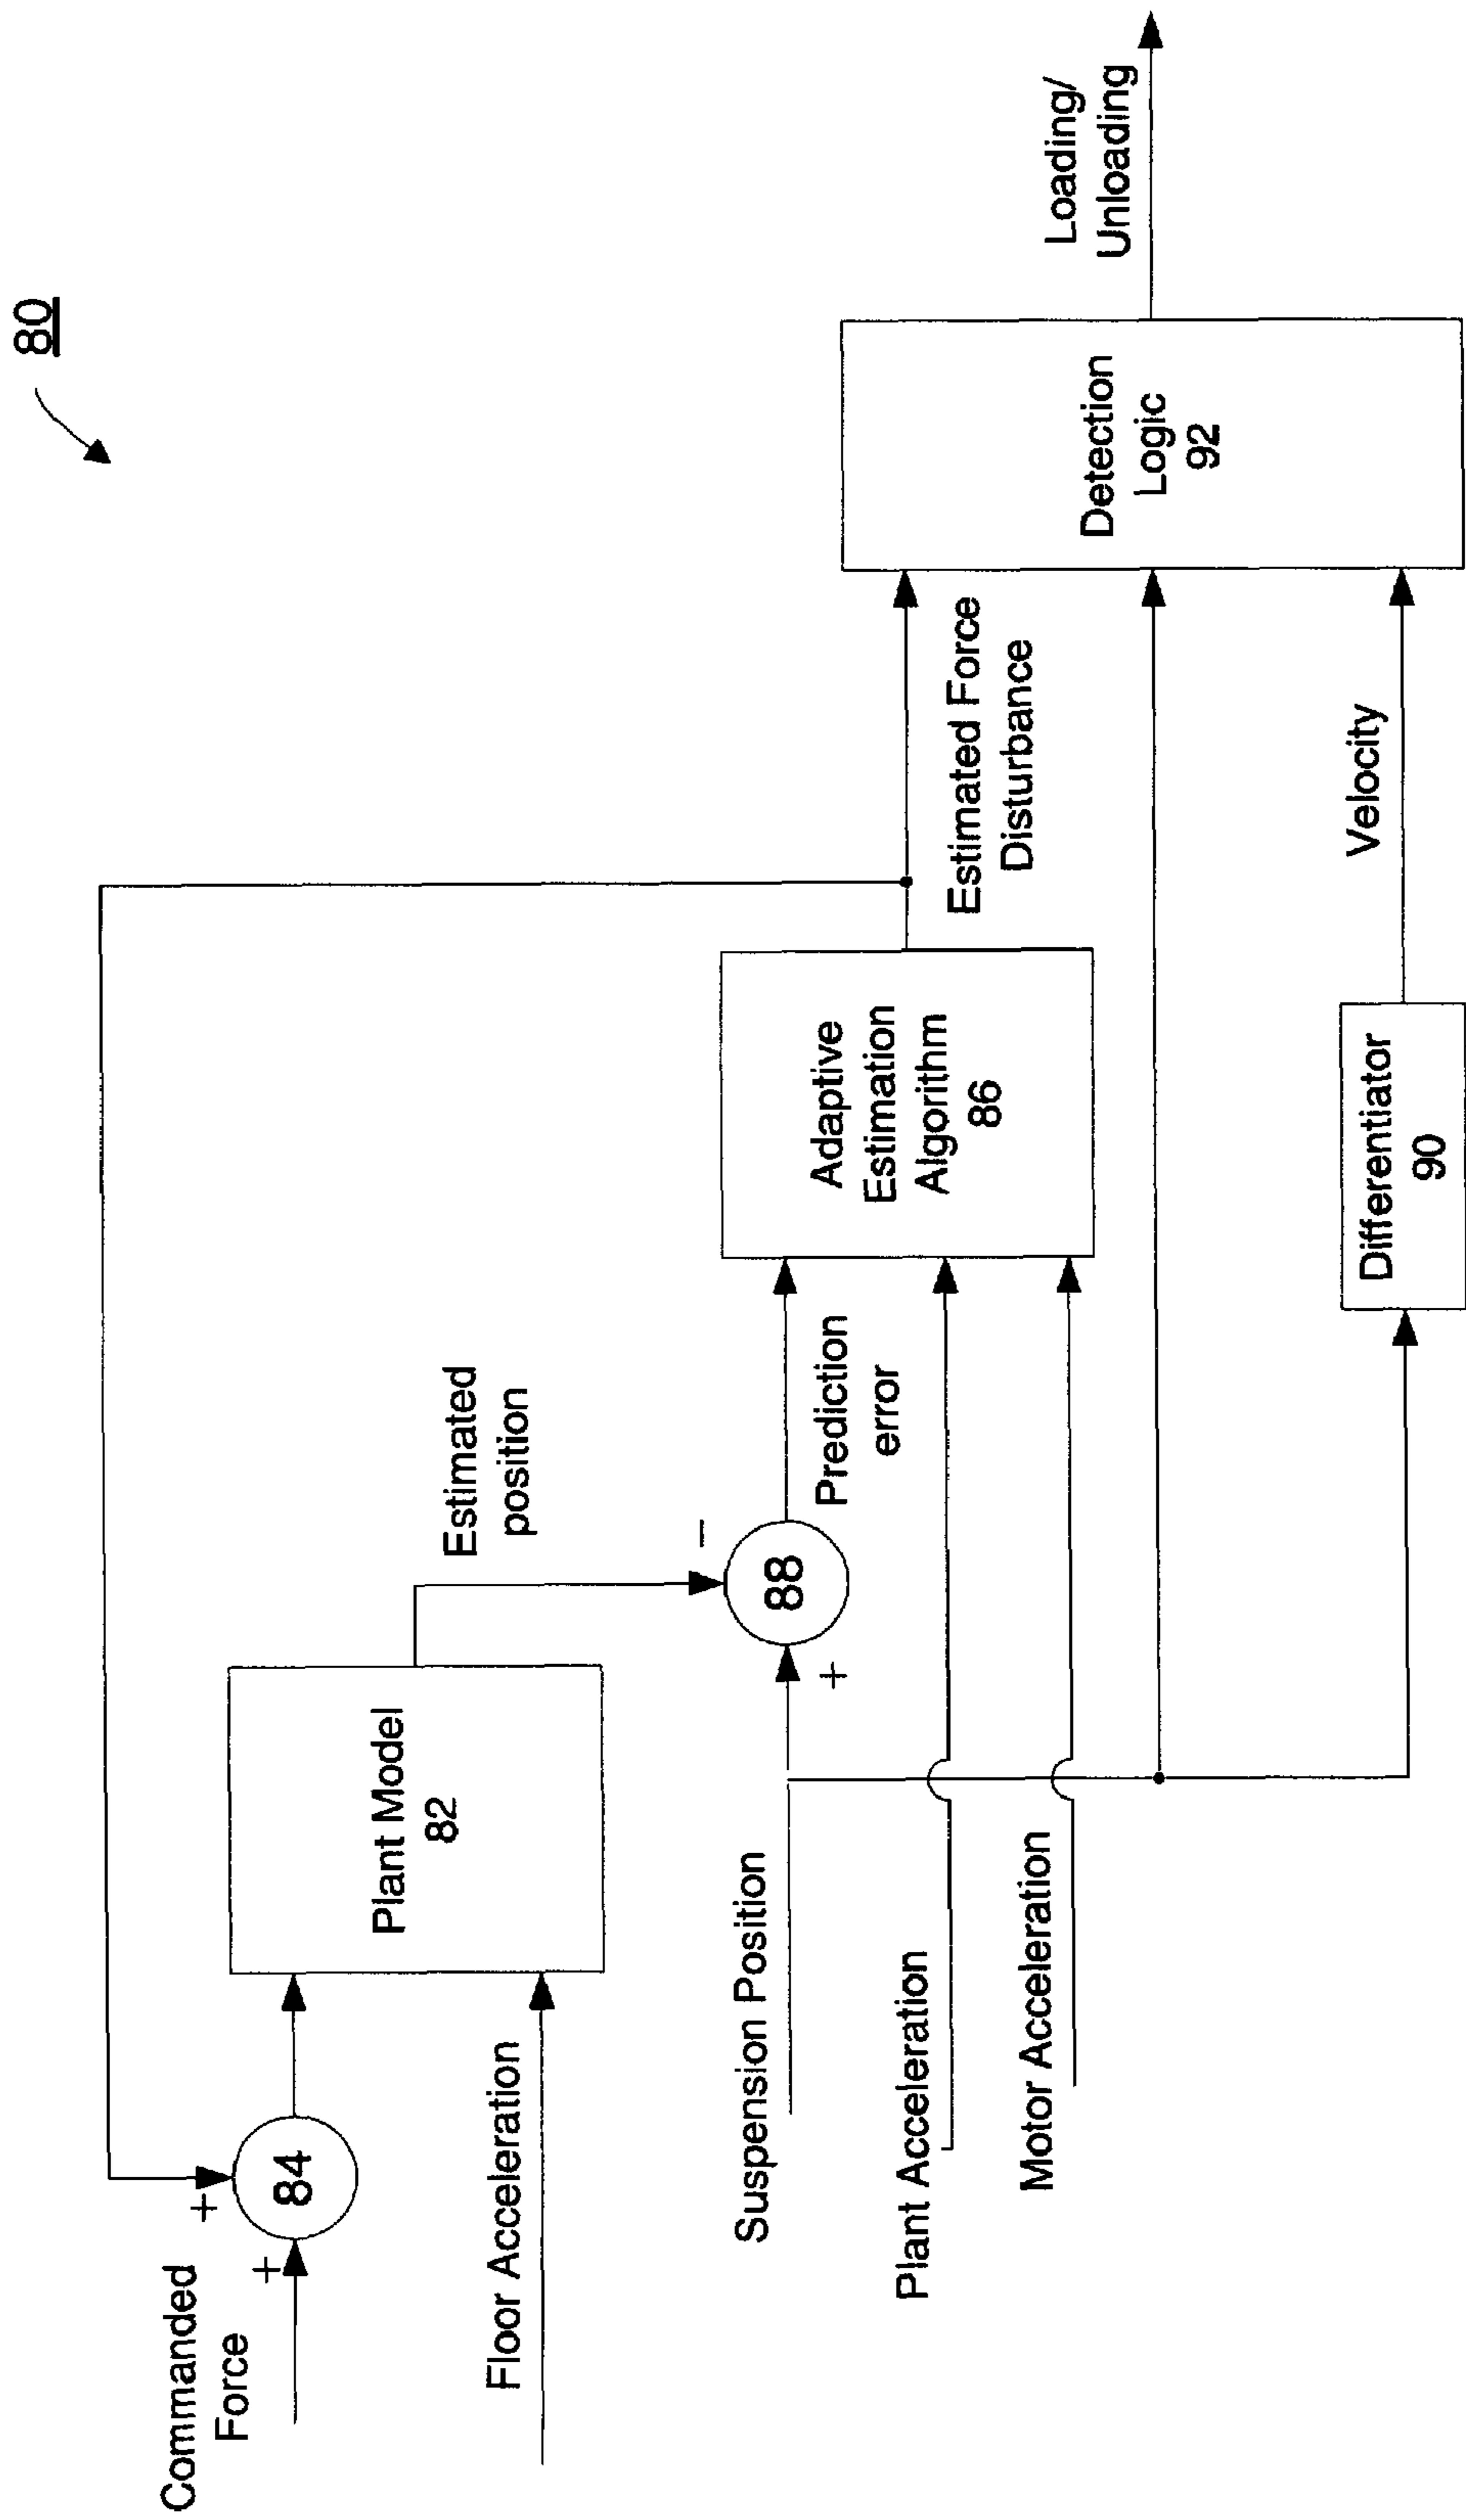 80
Commanded
Force
+
+
84
Floor Acceleration
Plant Model
82
Estimated
position
Suspension Position
+
−
88
Prediction
error
Plant Acceleration
Motor Acceleration
Adaptive
Estimation
Algorithm
86
Estimated Force
Disturbance
Differentiator
90
Velocity
Detection
Logic
92
Loading/
Unloading